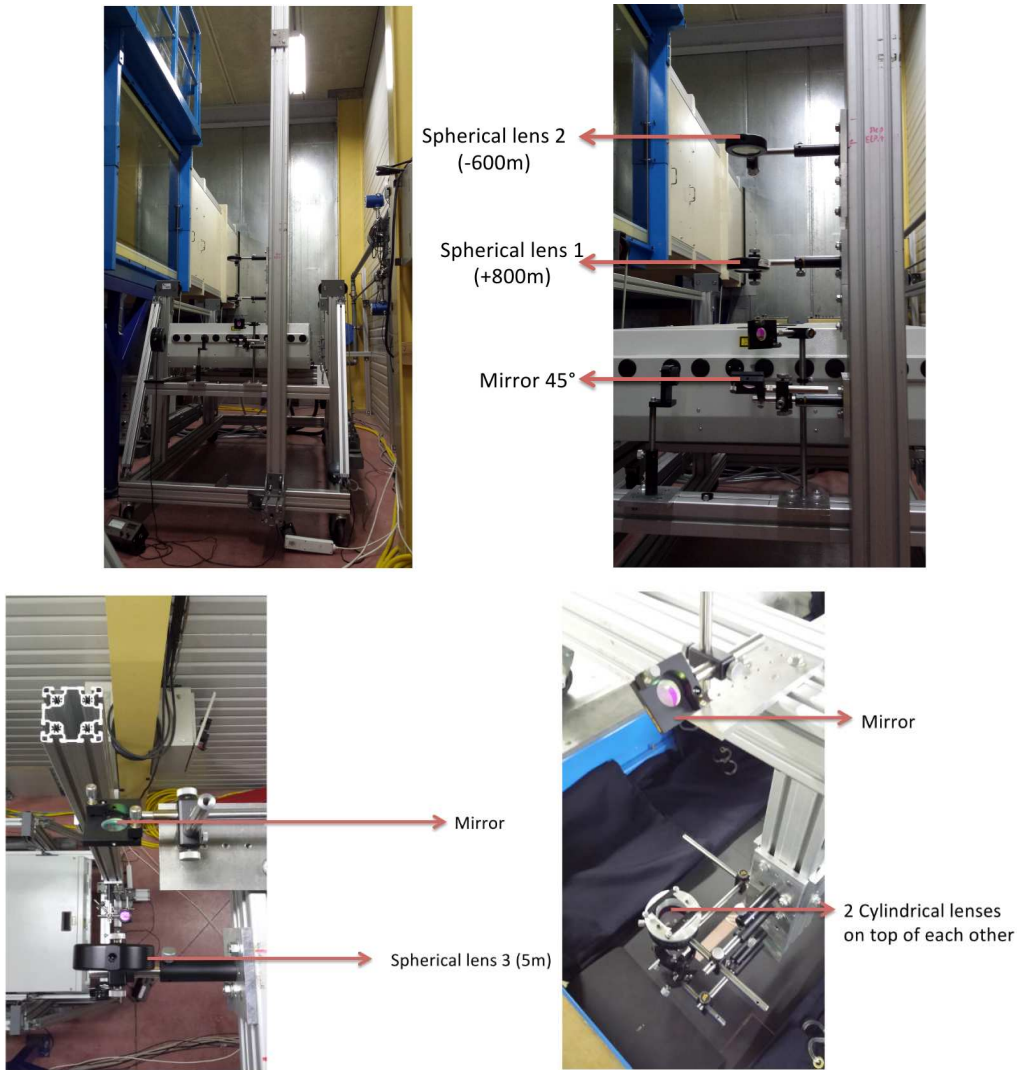 Spherical lens 2
(-600m)
Spherical lens 1
(+800m)
Mirror 45°
Mirror
Mirror
Spherical lens 3 (5m)
2 Cylindrical lenses
on top of each other